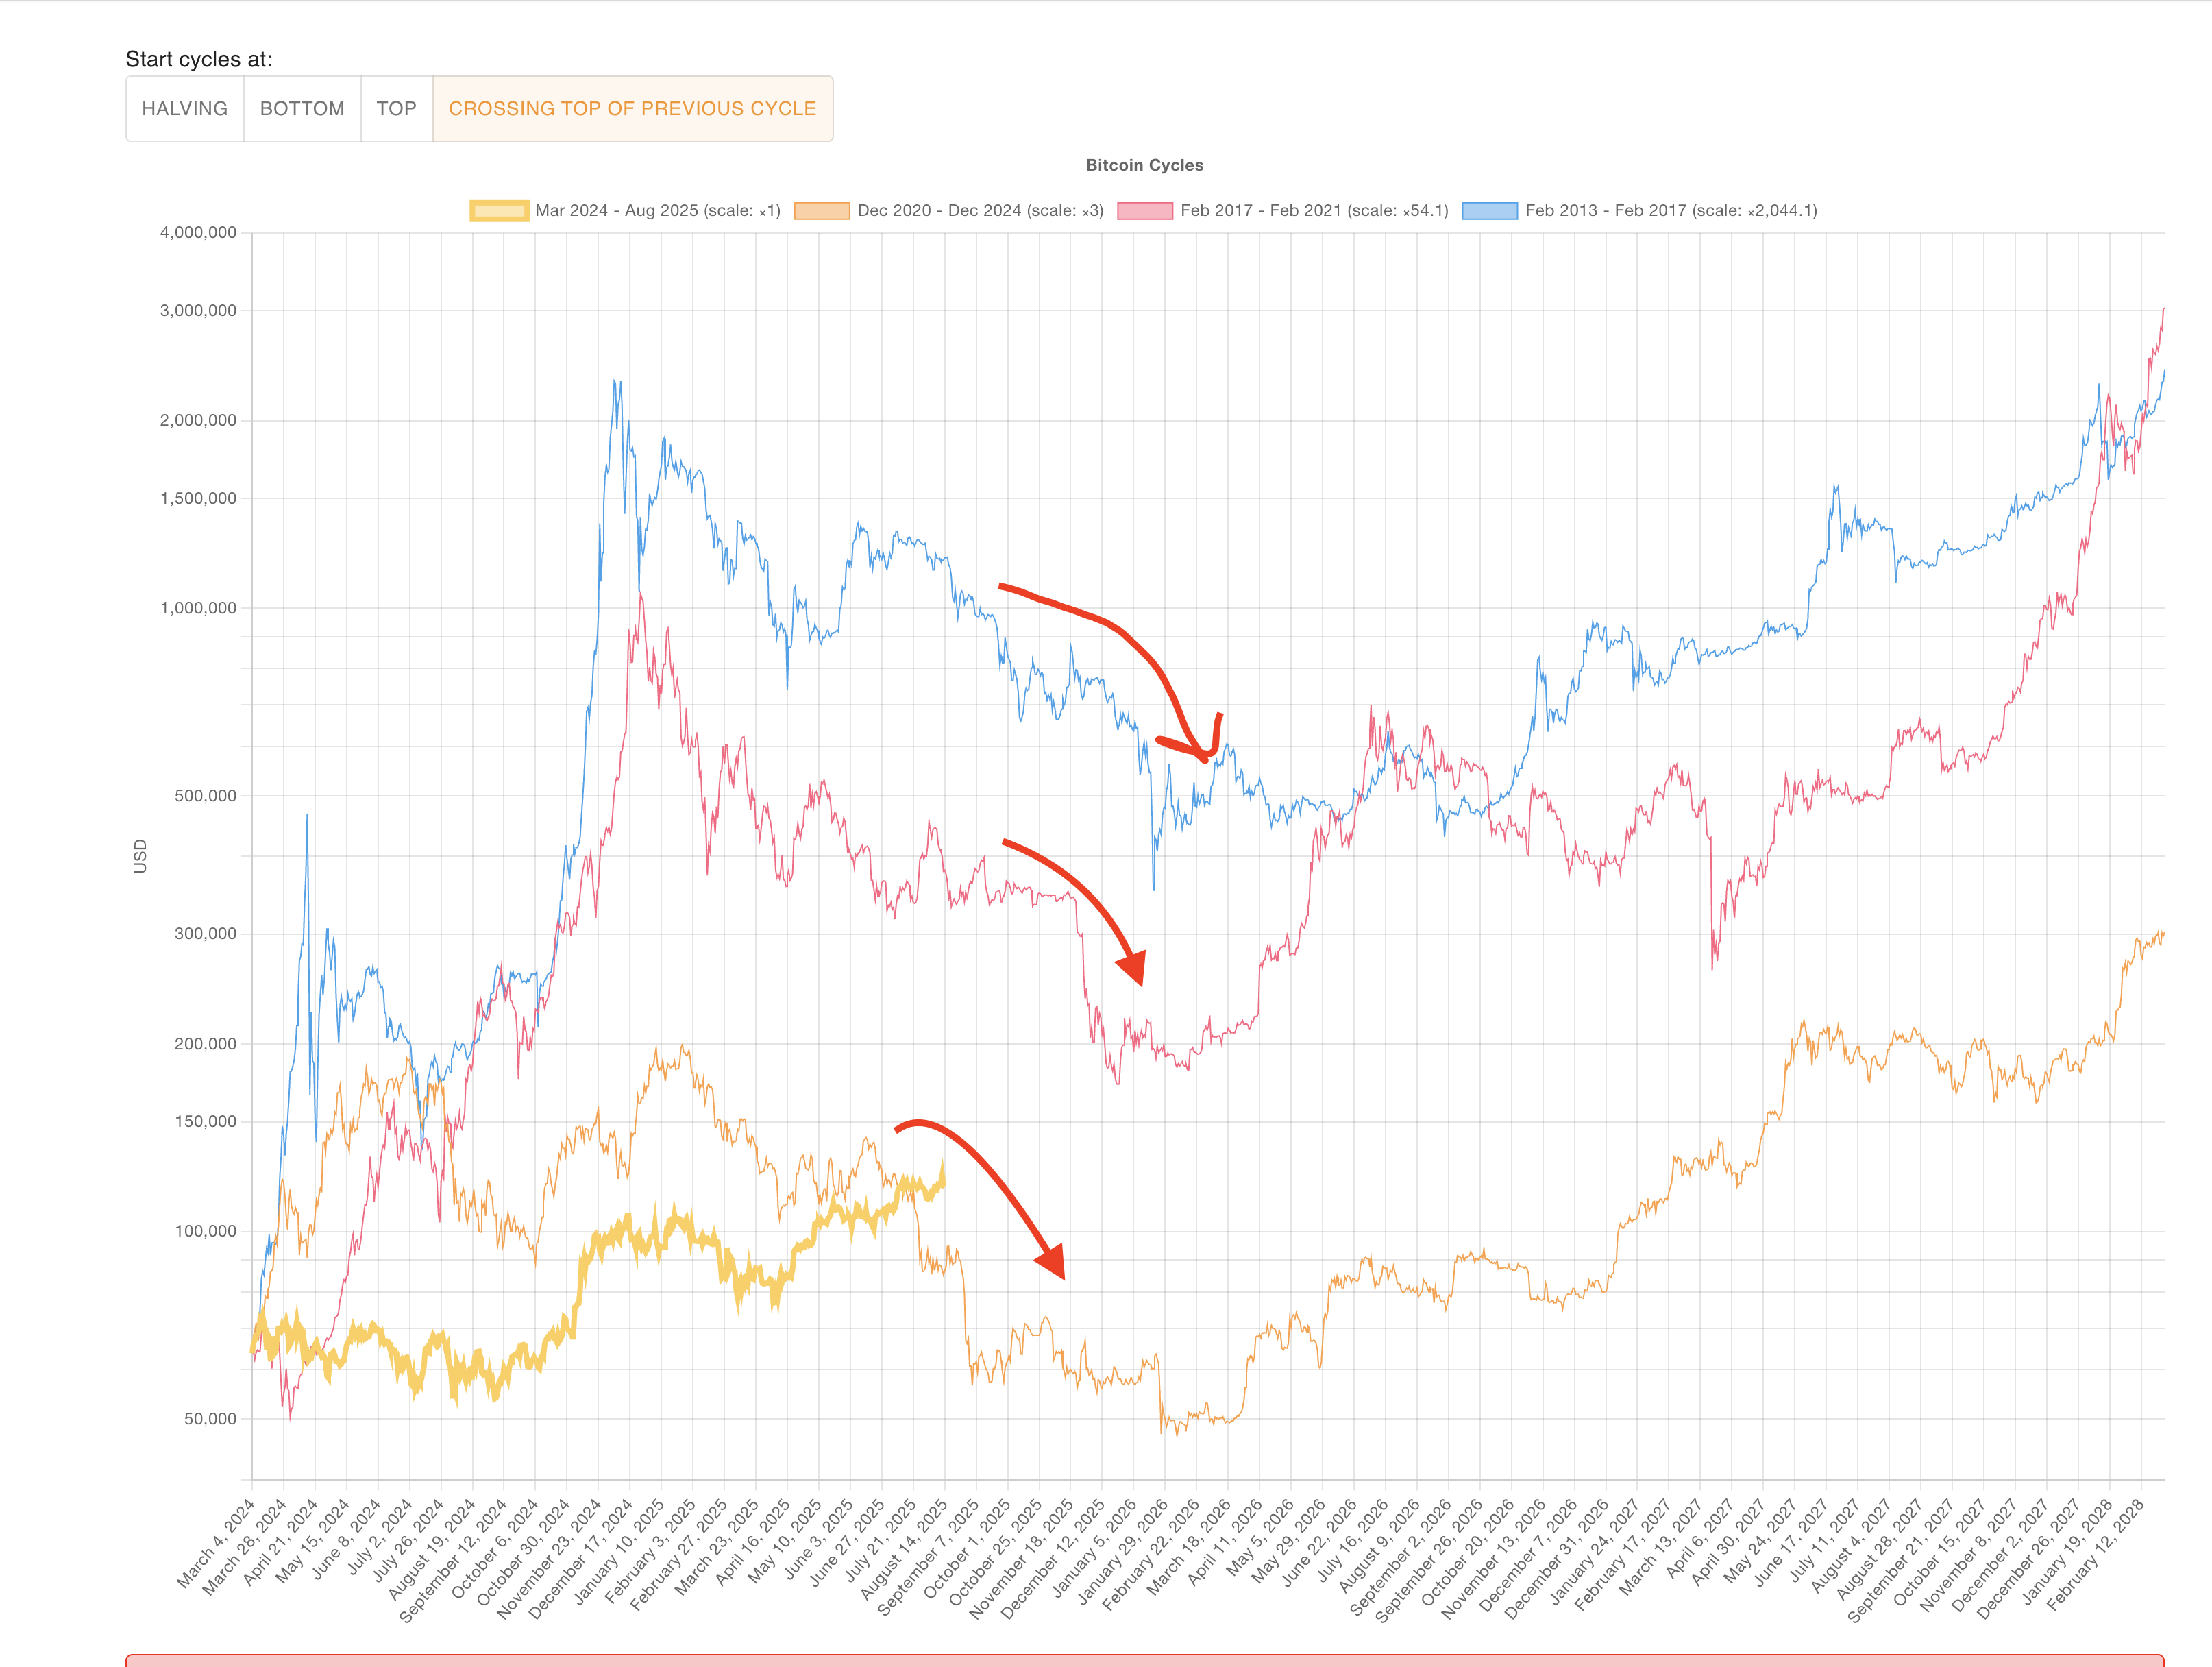 Start cycles at:
HALVING BOTTOM TOP CROSSING TOP OF PREVIOUS CYCLE
Bitcoin Cycles
Mar 2024 - Aug 2025 (scale: ×1) Dec 2020 - Dec 2024 (scale: ×3) Feb 2017 - Feb 2021 (scale: ×54.1) Feb 2013 - Feb 2017 (scale: ×2,044.1)
4,000,000
3,000,000
2,000,000
1,500,000
1,000,000
500,000
300,000
200,000
150,000
100,000
50,000
USD
March 4, 2024
March 28, 2024
April 21, 2024
May 15, 2024
June 8, 2024
July 2, 2024
July 26, 2024
August 19, 2024
September 12, 2024
October 6, 2024
October 30, 2024
November 23, 2024
December 17, 2024
January 10, 2025
February 3, 2025
February 27, 2025
March 23, 2025
April 16, 2025
May 10, 2025
June 3, 2025
June 27, 2025
July 21, 2025
August 14, 2025
September 7, 2025
October 1, 2025
October 25, 2025
November 18, 2025
December 12, 2025
January 5, 2026
January 29, 2026
February 22, 2026
March 18, 2026
April 11, 2026
May 5, 2026
May 29, 2026
June 22, 2026
July 16, 2026
August 9, 2026
September 2, 2026
September 26, 2026
October 20, 2026
November 13, 2026
December 7, 2026
December 31, 2026
January 24, 2027
February 17, 2027
March 13, 2027
April 6, 2027
April 30, 2027
May 24, 2027
June 17, 2027
July 11, 2027
August 4, 2027
August 28, 2027
September 21, 2027
October 15, 2027
November 8, 2027
December 2, 2027
December 26, 2027
January 19, 2028
February 12, 2028